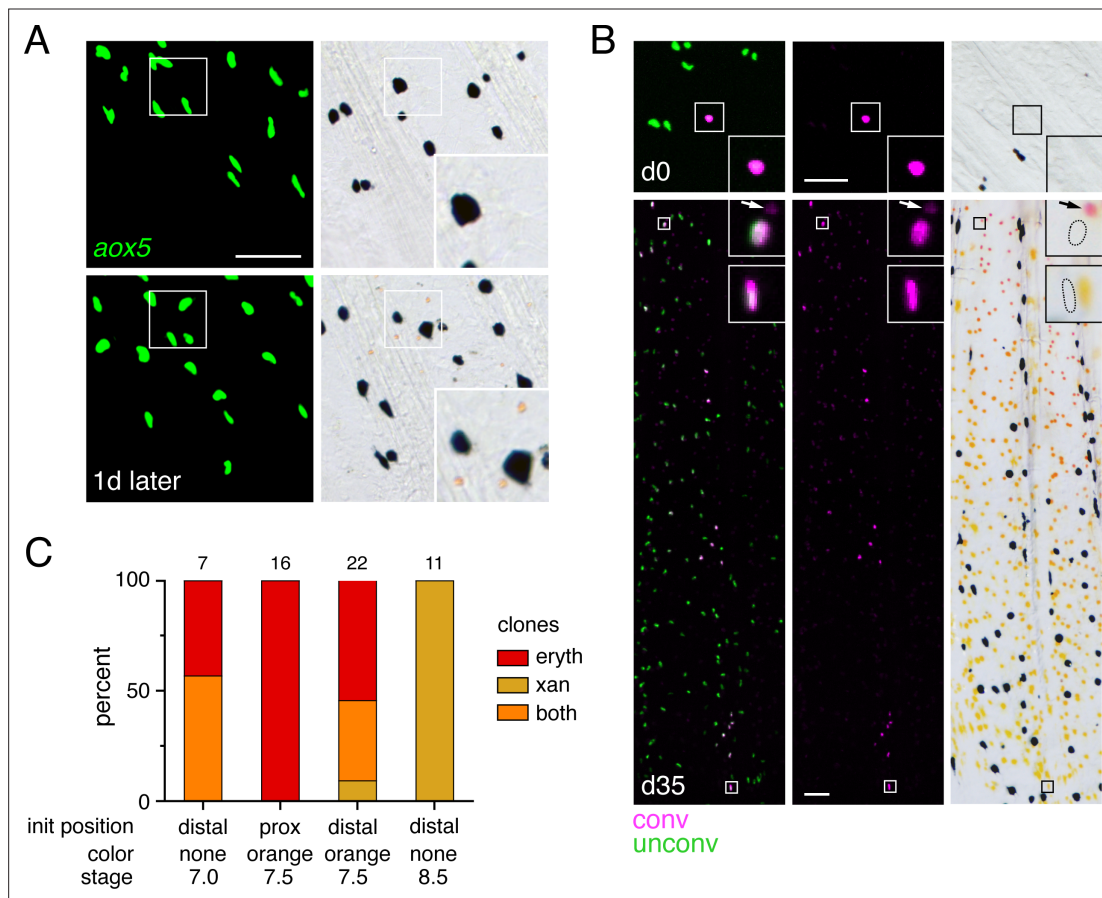 A
B
aox5
1d later
d0
d35
conv
unconv
C
7 16 22 11
100
50
0
percent
clones
eryth
xan
both
init position distal prox distal distal
color none orange orange none
stage 7.0 7.5 7.5 8.5